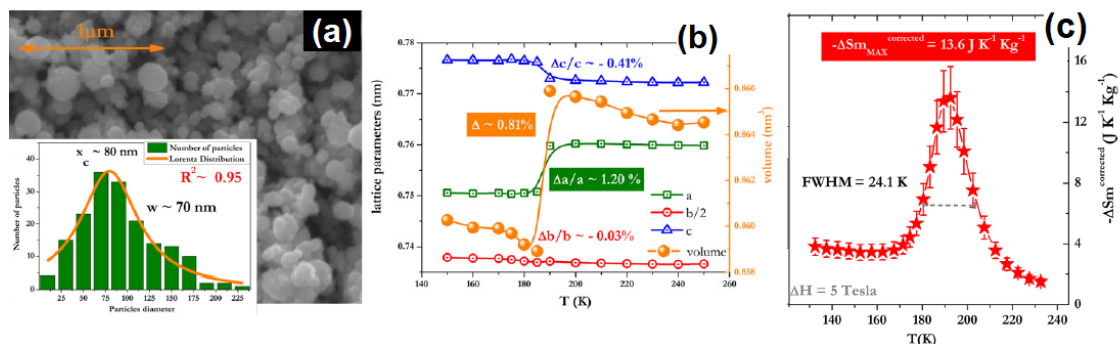 (a)
1μm
x
c
~ 80 nm
Number of particles
Lorentz Distribution
R²~ 0.95
w ~ 70 nm
Number of particles
40
30
20
10
0
25 50 75 100 125 150 175 200 225
Particles diameter
(b)
0.78
0.77
0.76
0.75
0.74
lattice parameters (nm)
Δc/c ~ - 0.41%
Δ ~ 0.81%
Δa/a ~ 1.20 %
Δb/b ~ - 0.03%
a
b/2
c
volume
0.866
0.864
0.862
0.860
0.858
volume (nm³)
140 160 180 200 220 240 260
T (K)
(c)
-ΔSm_MAX^corrected = 13.6 J K⁻¹ Kg⁻¹
FWHM = 24.1 K
ΔH = 5 Tesla
16
12
8
4
0
-ΔSm^corrected (J K⁻¹ Kg⁻¹)
140 160 180 200 220 240
T(K)